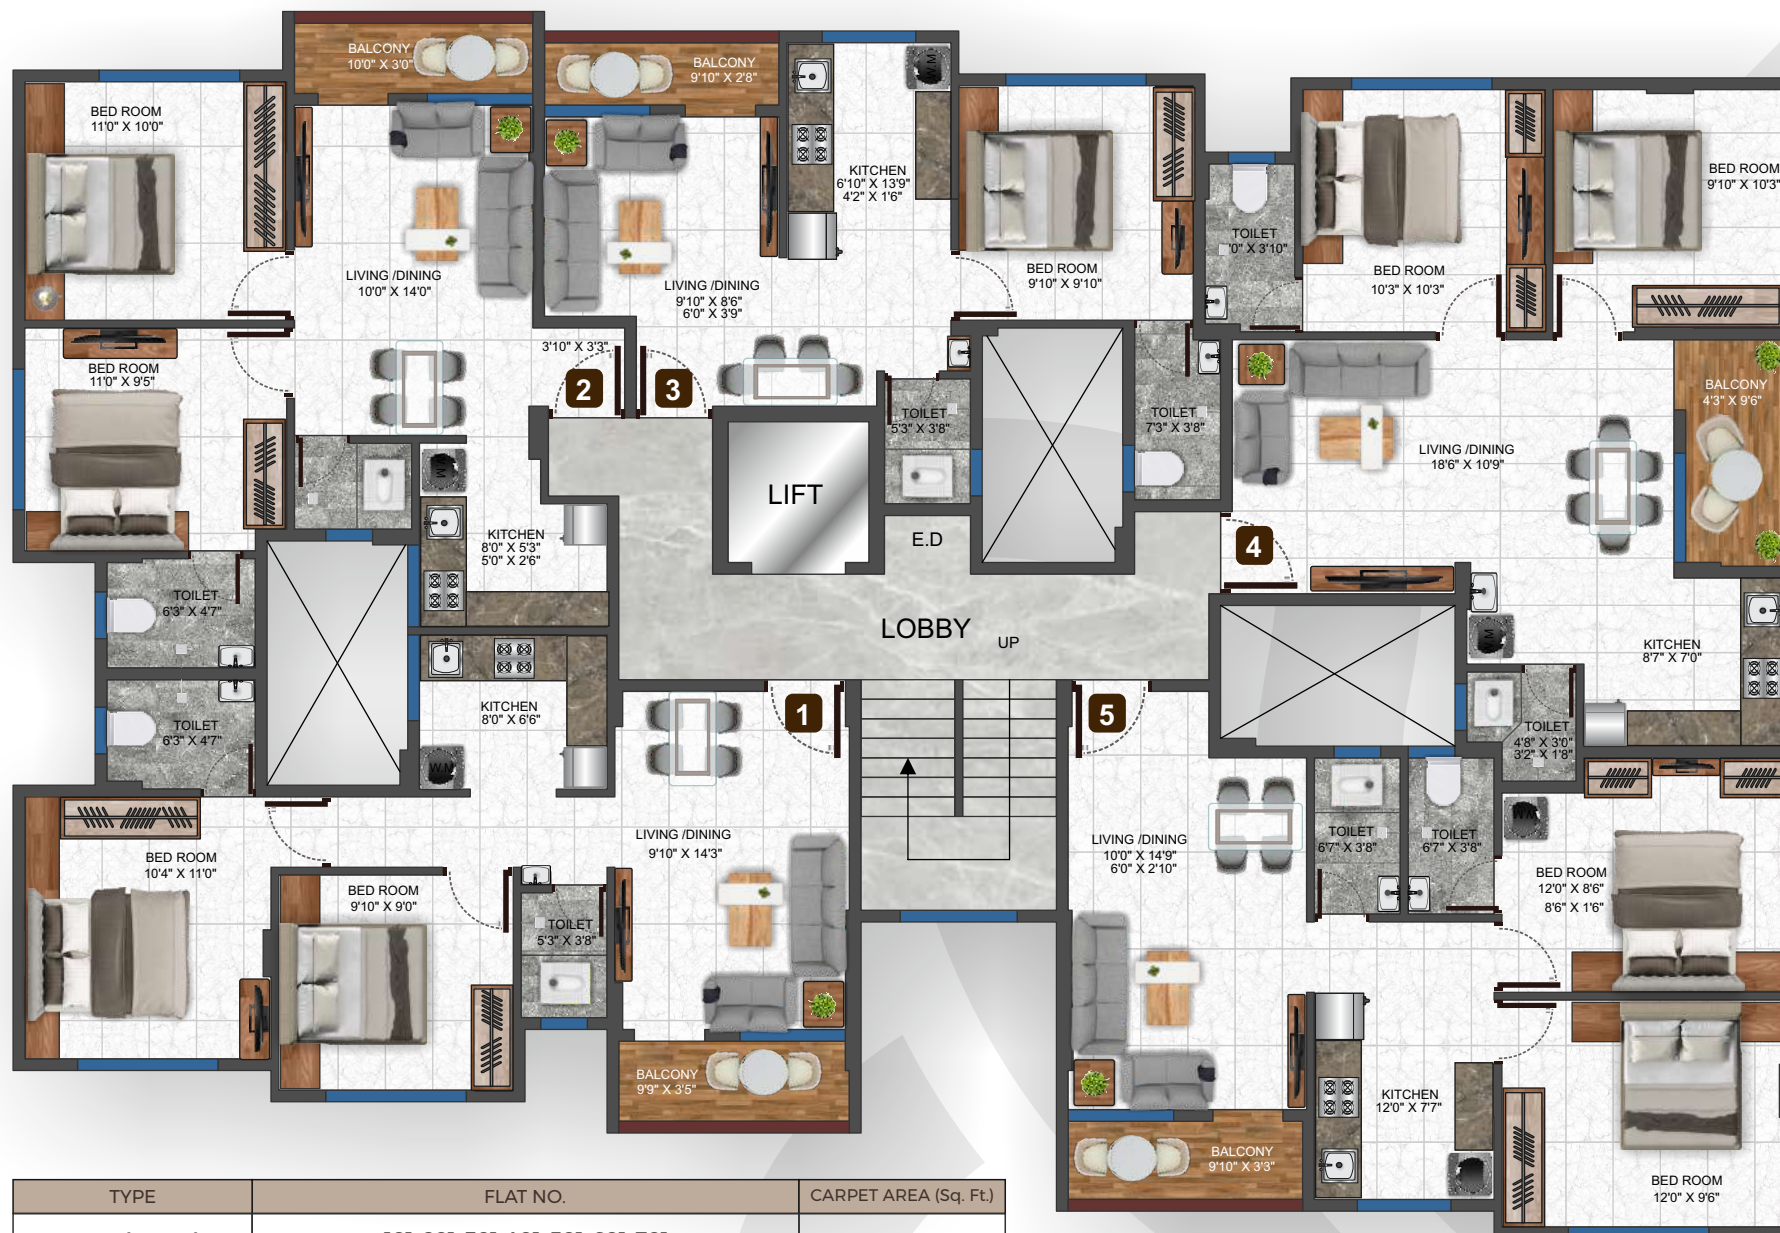 BALCONY
10'0" X 3'0"
BALCONY
9'10" X 2'8"
W.M
BED ROOM
11'0" X 10'0"
KITCHEN
6'10" X 13'9"
4'2" X 1'6"
BED ROOM
9'10" X 10'3"
TOILET
'0" X 3'10"
LIVING /DINING
10'0" X 14'0"
LIVING /DINING
9'10" X 8'6"
6'0" X 3'9"
BED ROOM
9'10" X 9'10"
BED ROOM
10'3" X 10'3"
3'10" X 3'3"
BED ROOM
11'0" X 9'5"
2
3
BALCONY
4'3" X 9'6"
TOILET
5'3" X 3'8"
TOILET
7'3" X 3'8"
LIVING /DINING
18'6" X 10'9"
W.M
LIFT
KITCHEN
8'0" X 5'3"
5'0" X 2'6"
E.D
4
TOILET
6'3" X 4'7"
LOBBY
UP
W.M
KITCHEN
8'7" X 7'0"
TOILET
6'3" X 4'7"
KITCHEN
8'0" X 6'6"
1
5
TOILET
4'8" X 3'0"
3'2" X 1'8"
W.M
W.M
LIVING /DINING
9'10" X 14'3"
LIVING /DINING
10'0" X 14'9"
6'0" X 2'10"
TOILET
6'7" X 3'8"
TOILET
6'7" X 3'8"
BED ROOM
10'4" X 11'0"
BED ROOM
9'10" X 9'0"
BED ROOM
12'0" X 8'6"
8'6" X 1'6"
TOILET
5'3" X 3'8"
BALCONY
9'9" X 3'5"
KITCHEN
12'0" X 7'7"
BALCONY
9'10" X 3'3"
BED ROOM
12'0" X 9'6"
TYPE FLAT NO. CARPET AREA (Sq. Ft.)